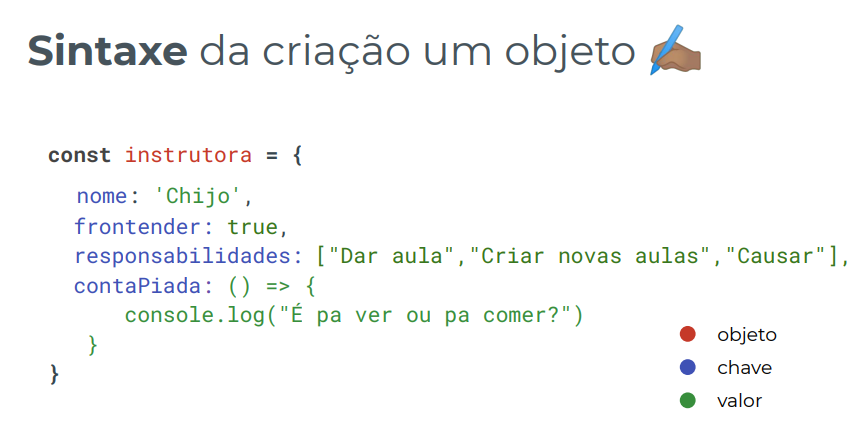 Sintaxe da criação um objeto ✍🏽
const instrutora = {
nome: 'Chijo',
frontender: true,
responsabilidades: ["Dar aula","Criar novas aulas","Causar"],
contaPiada: () => {
console.log("É pa ver ou pa comer?")
}
}
objeto
chave
valor